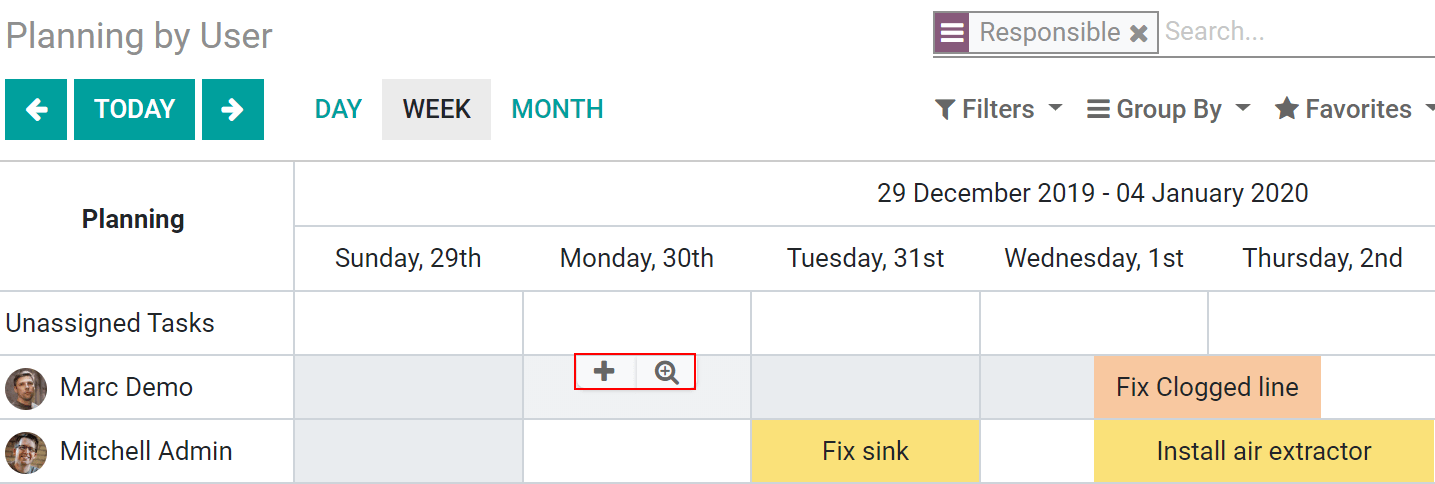 Planning by User
Responsible Search...
TODAY DAY WEEK MONTH Filters Group By Favorites
Planning
29 December 2019 - 04 January 2020
Sunday, 29th Monday, 30th Tuesday, 31st Wednesday, 1st Thursday, 2nd
Unassigned Tasks
Marc Demo Fix Clogged line
Mitchell Admin Fix sink Install air extractor